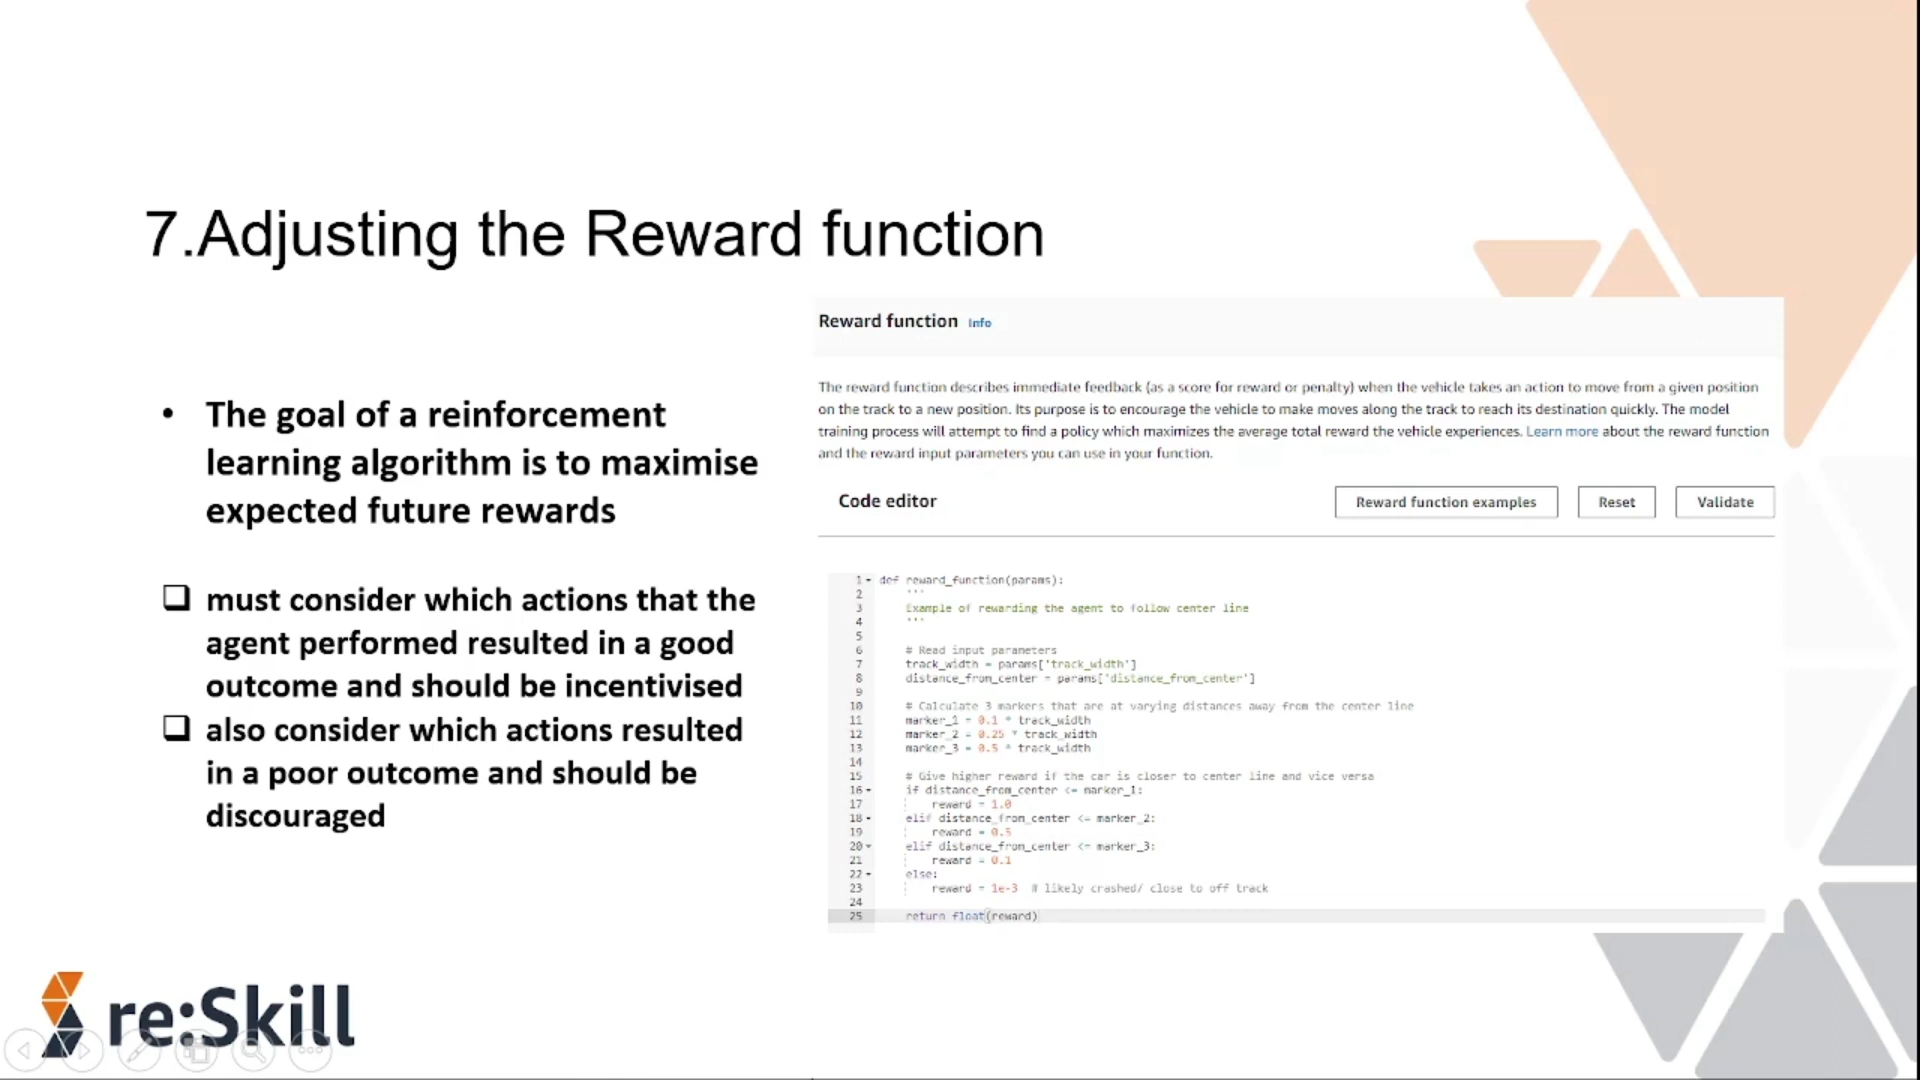 7.Adjusting the Reward function
• The goal of a reinforcement
learning algorithm is to maximise
expected future rewards
❑ must consider which actions that the
agent performed resulted in a good
outcome and should be incentivised
❑ also consider which actions resulted
in a poor outcome and should be
discouraged
Reward function Info
The reward function describes immediate feedback (as a score for reward or penalty) when the vehicle takes an action to move from a given position
on the track to a new position. Its purpose is to encourage the vehicle to make moves along the track to reach its destination quickly. The model
training process will attempt to find a policy which maximizes the average total reward the vehicle experiences. Learn more about the reward function
and the reward input parameters you can use in your function.
Code editor Reward function examples Reset Validate
1 def reward_function(params):
2 '''
3 Example of rewarding the agent to follow center line
4 '''
5
6 # Read input parameters
7 track_width = params['track_width']
8 distance_from_center = params['distance_from_center']
9
10 # Calculate 3 markers that are at varying distances away from the center line
11 marker_1 = 0.1 * track_width
12 marker_2 = 0.25 * track_width
13 marker_3 = 0.5 * track_width
14
15 # Give higher reward if the car is closer to center line and vice versa
16 if distance_from_center <= marker_1:
17 reward = 1.0
18 elif distance_from_center <= marker_2:
19 reward = 0.5
20 elif distance_from_center <= marker_3:
21 reward = 0.1
22 else:
23 reward = 1e-3 # likely crashed/ close to off track
24
25 return float(reward)
re:Skill